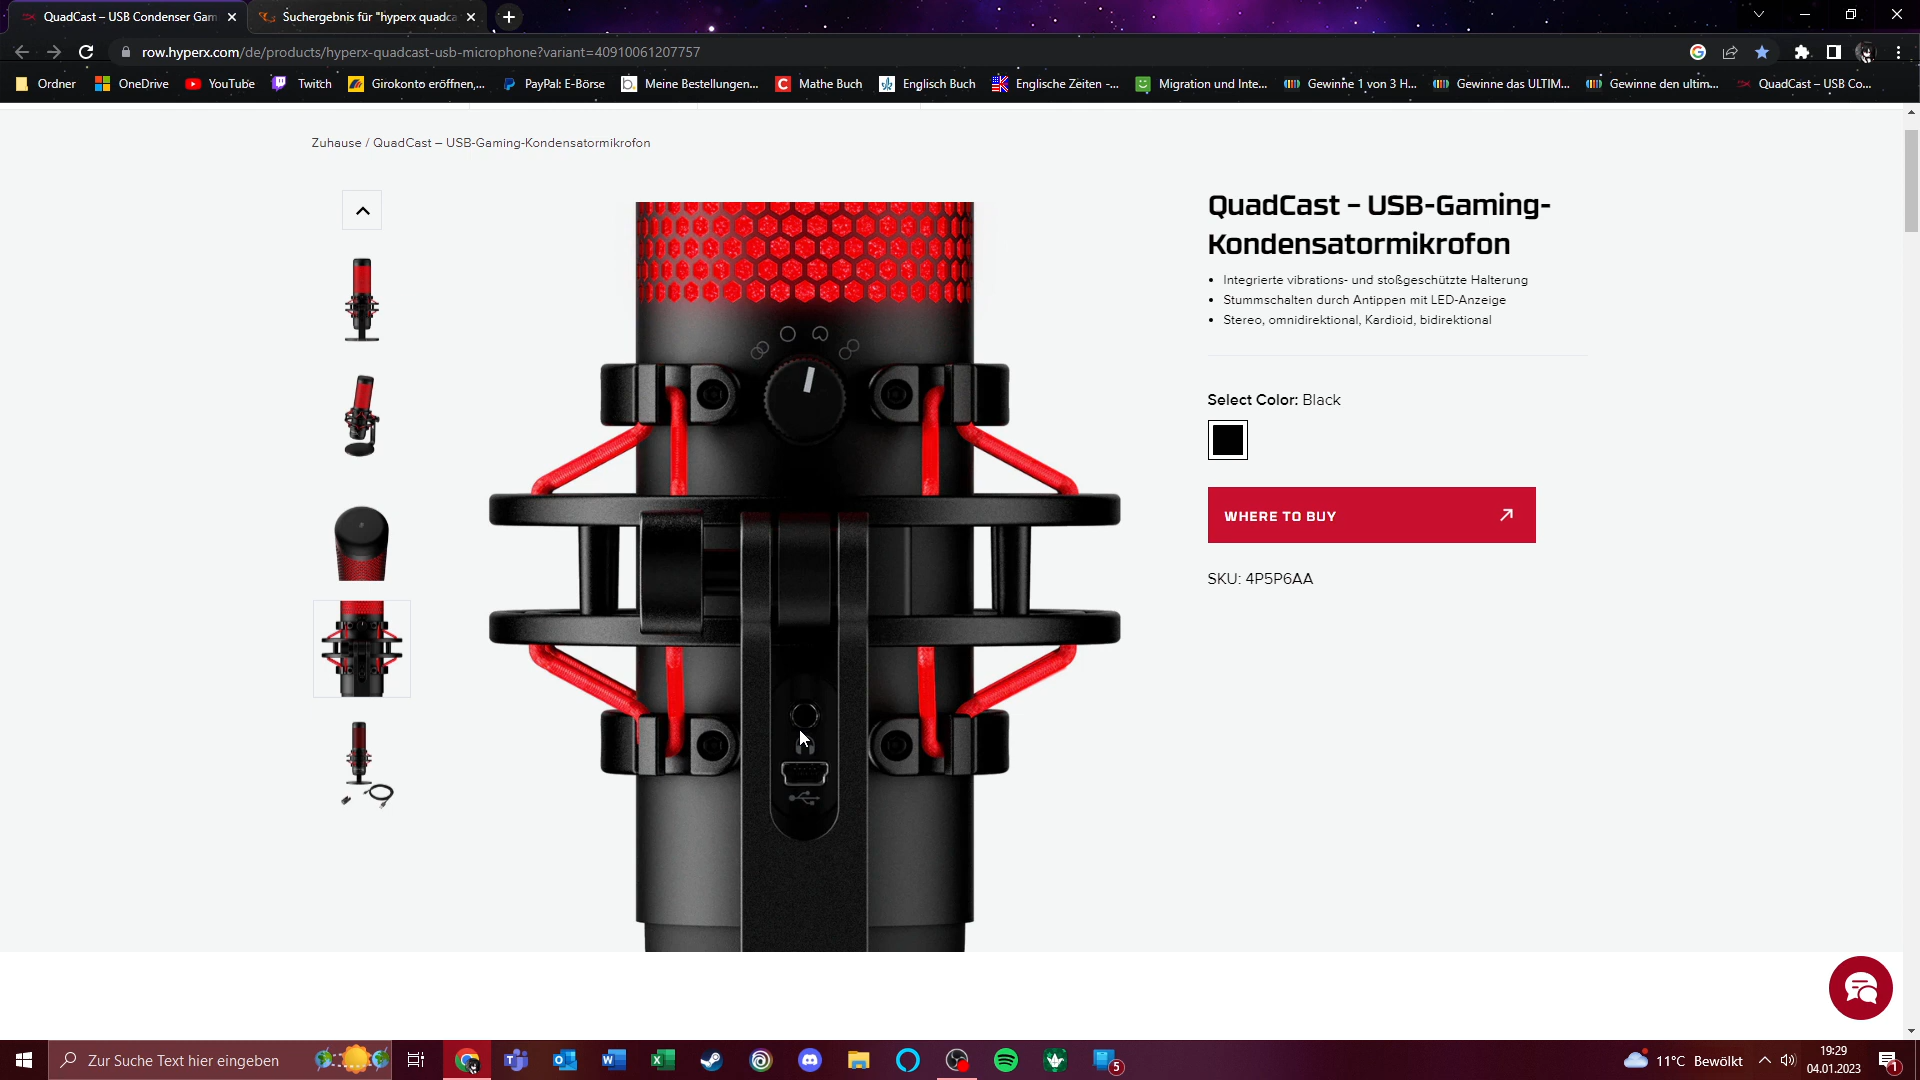 QuadCast – USB Condenser Gam
Suchergebnis für "hyperx quadca
row.hyperx.com/de/products/hyperx-quadcast-usb-microphone?variant=40910061207757
Ordner
OneDrive
YouTube
Twitch
Girokonto eröffnen,...
PayPal: E-Börse
Meine Bestellungen...
Mathe Buch
Englisch Buch
Englische Zeiten -...
Migration und Inte...
Gewinne 1 von 3 H...
Gewinne das ULTIM...
Gewinne den ultim...
QuadCast – USB Co...
Zuhause / QuadCast – USB-Gaming-Kondensatormikrofon
QuadCast – USB-Gaming-
Kondensatormikrofon
• Integrierte vibrations- und stoßgeschützte Halterung
• Stummschalten durch Antippen mit LED-Anzeige
• Stereo, omnidirektional, Kardioid, bidirektional
Select Color: Black
WHERE TO BUY
SKU: 4P5P6AA
Zur Suche Text hier eingeben
5
11°C Bewölkt
19:29
04.01.2023
1